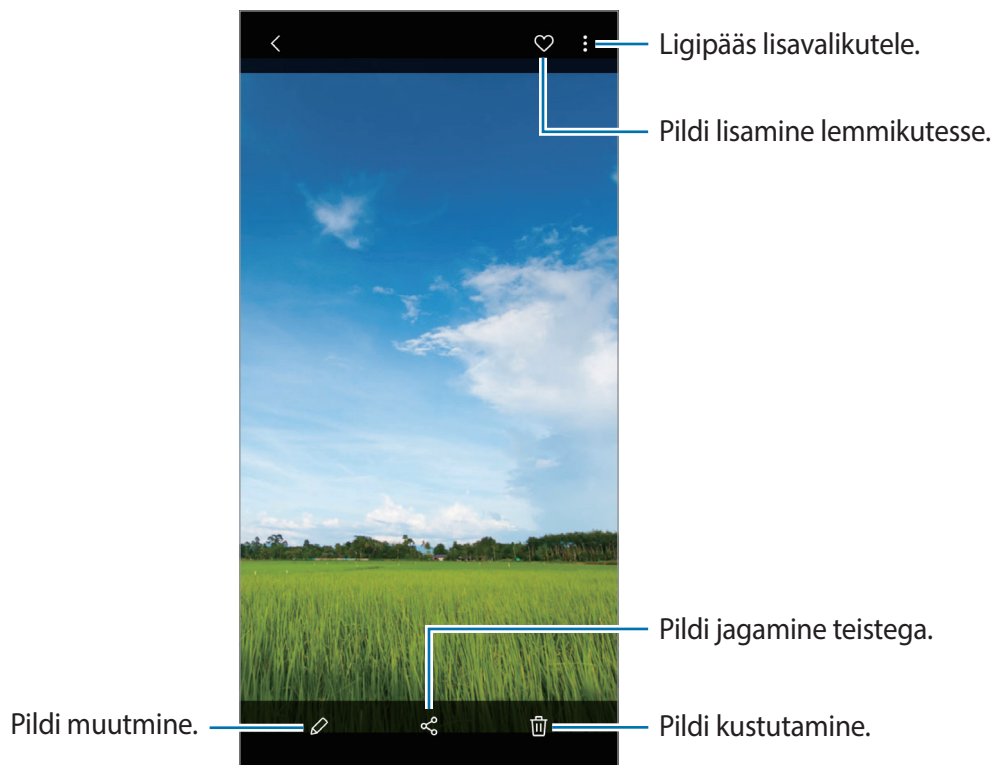 Ligipääs lisavalikutele.
Pildi lisamine lemmikutesse.
Pildi jagamine teistega.
Pildi muutmine.
Pildi kustutamine.